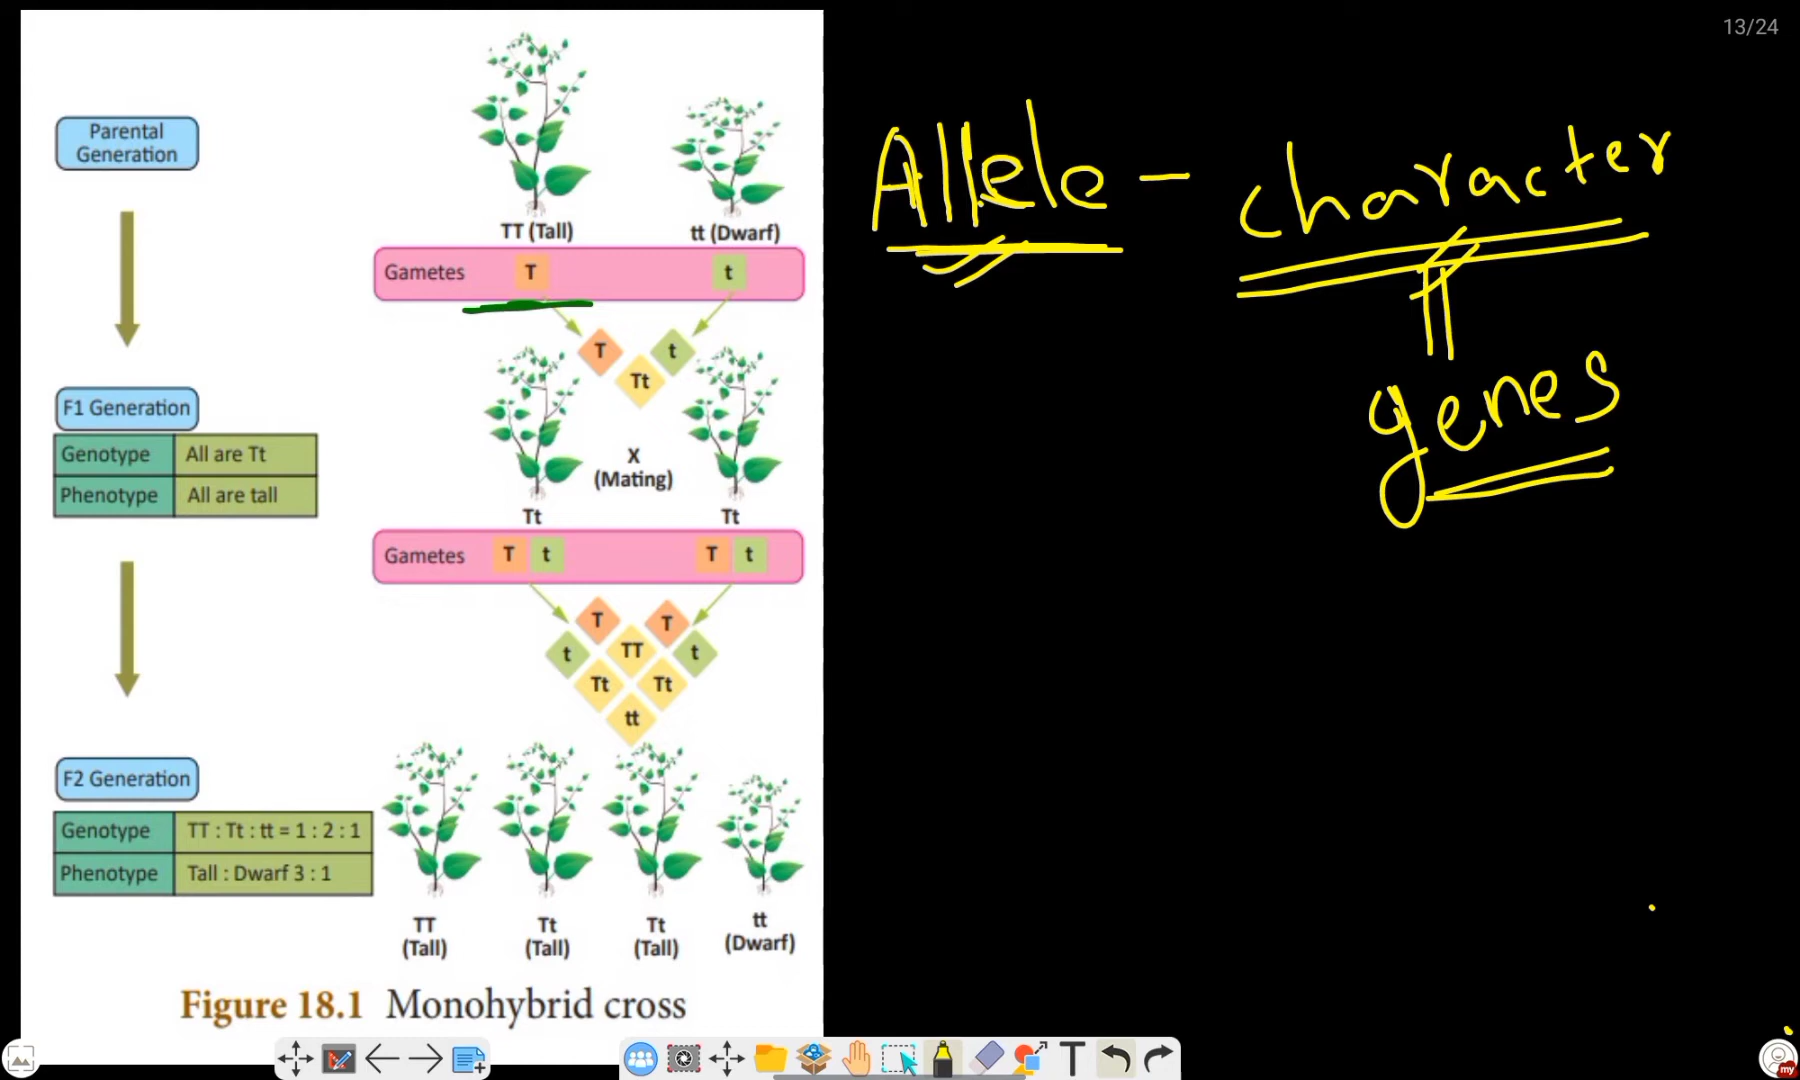 13/24
Parental
Generation
TT (Tall)
tt (Dwarf)
Gametes T t
T t
Tt
F1 Generation
Genotype All are Tt
Phenotype All are tall
X
(Mating)
Tt Tt
Gametes T t T t
T T
t TT t
Tt Tt
tt
F2 Generation
Genotype TT : Tt : tt = 1 : 2 : 1
Phenotype Tall : Dwarf 3 : 1
TT
(Tall)
Tt
(Tall)
Tt
(Tall)
tt
(Dwarf)
Figure 18.1 Monohybrid cross
Allele - character
genes
T
my